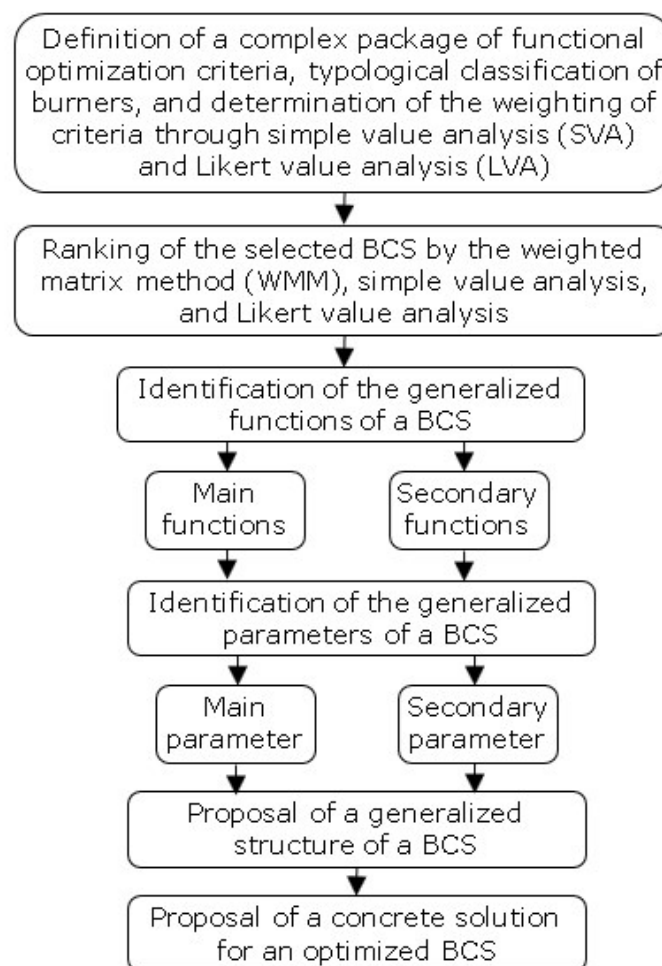 Definition of a complex package of functional
optimization criteria, typological classification of
burners, and determination of the weighting of
criteria through simple value analysis (SVA)
and Likert value analysis (LVA)
Ranking of the selected BCS by the weighted
matrix method (WMM), simple value analysis,
and Likert value analysis
Identification of the generalized
functions of a BCS
Main
functions
Secondary
functions
Identification of the generalized
parameters of a BCS
Main
parameter
Secondary
parameter
Proposal of a generalized
structure of a BCS
Proposal of a concrete solution
for an optimized BCS